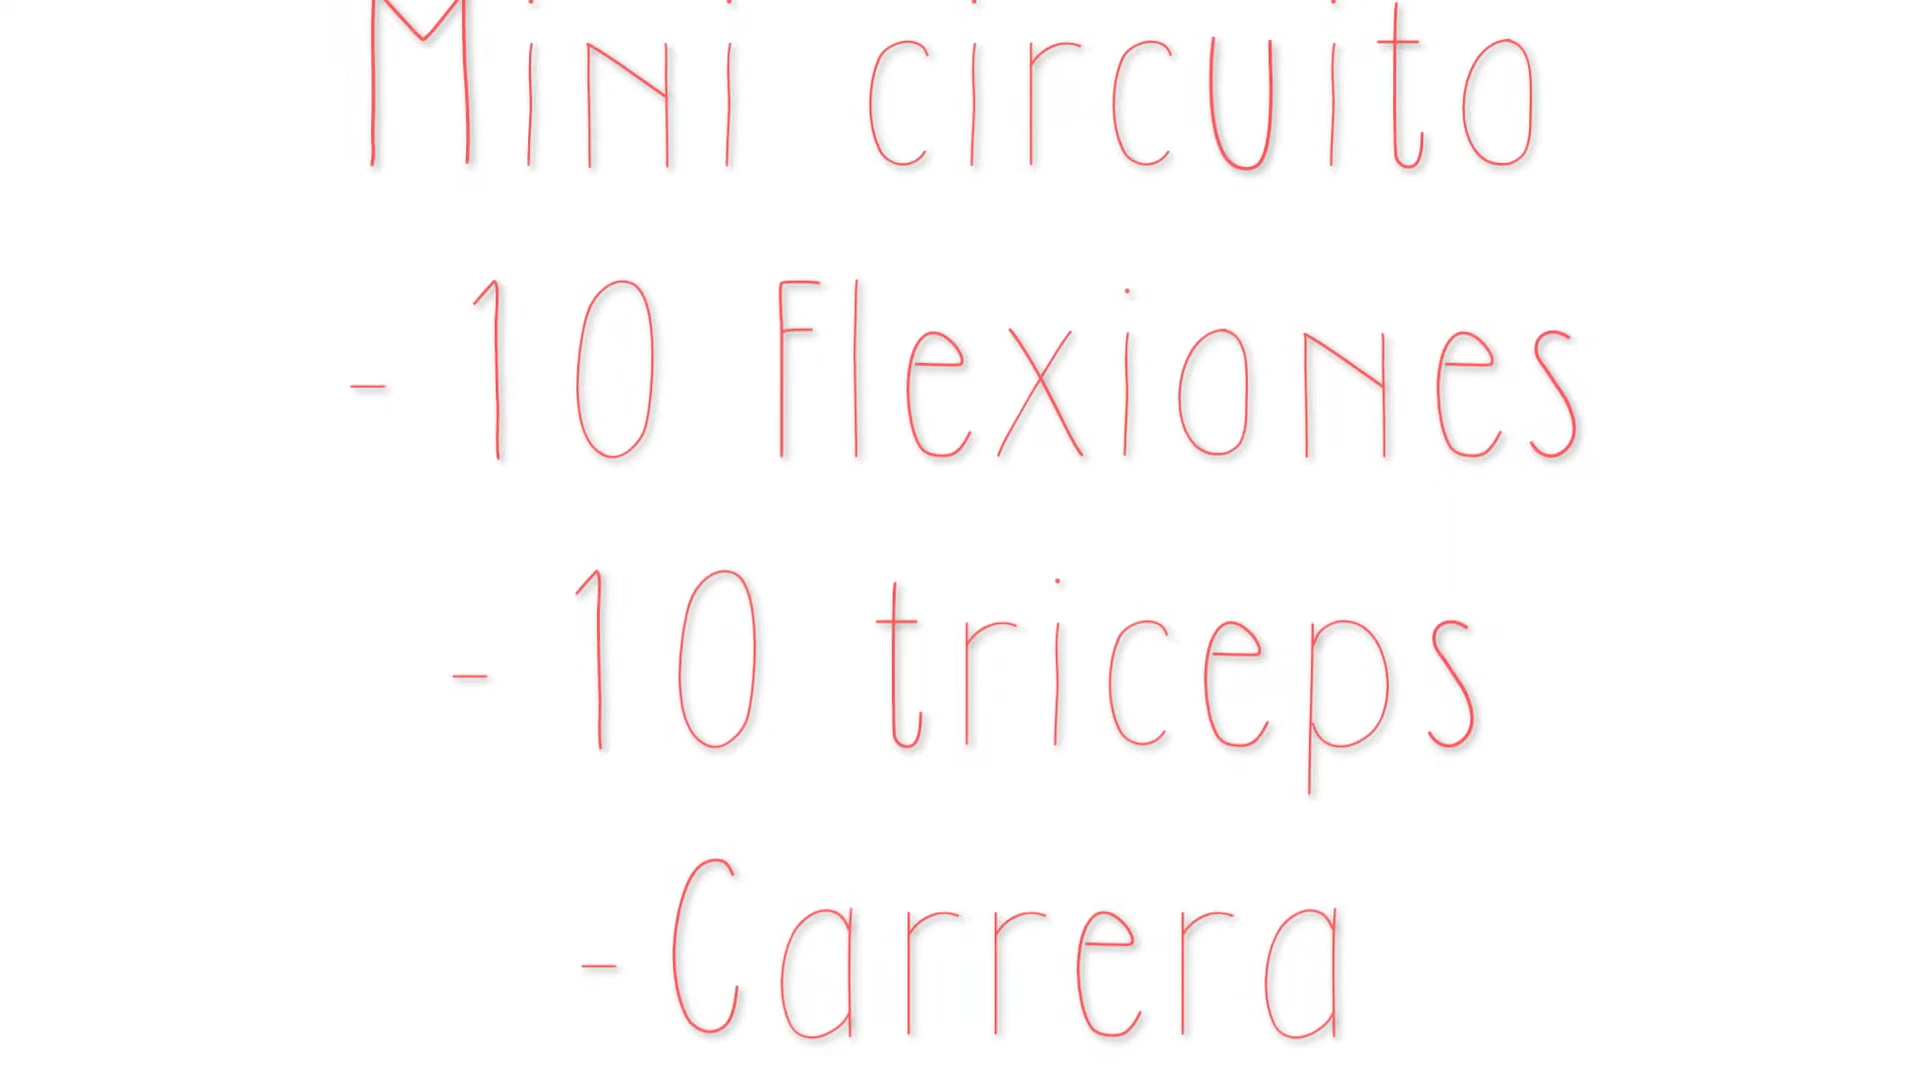 Mini circuito
- 10 Flexiones
- 10 triceps
-Carrera